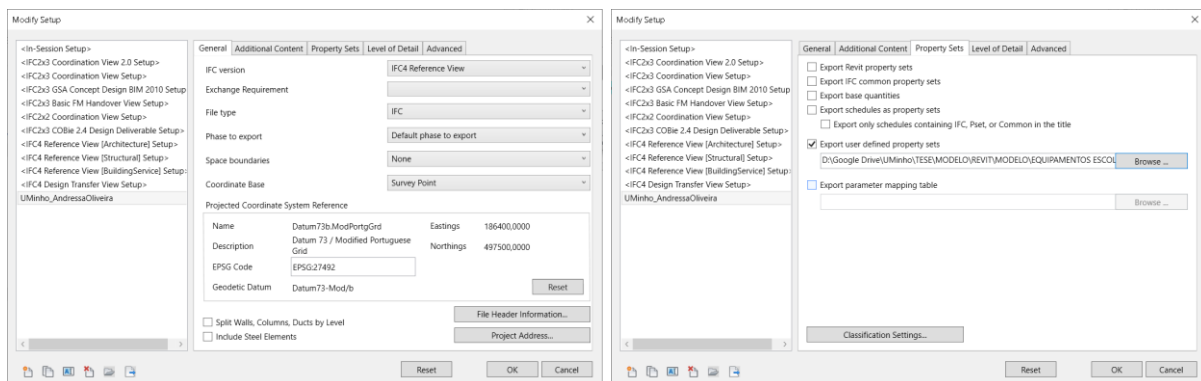 Modify Setup
<In-Session Setup>
<IFC2x3 Coordination View 2.0 Setup>
<IFC2x3 Coordination View Setup>
<IFC2x3 GSA Concept Design BIM 2010 Setup
<IFC2x3 Basic FM Handover View Setup>
<IFC2x2 Coordination View Setup>
<IFC2x3 COBie 2.4 Design Deliverable Setup>
<IFC4 Reference View [Architecture] Setup>
<IFC4 Reference View [Structural] Setup>
<IFC4 Reference View [BuildingService] Setup>
<IFC4 Design Transfer View Setup>
UMinho_AndressaOliveira
General Additional Content Property Sets Level of Detail Advanced
IFC version IFC4 Reference View
Exchange Requirement
File type IFC
Phase to export Default phase to export
Space boundaries None
Coordinate Base Survey Point
Projected Coordinate System Reference
Name Datum73b.ModPortgGrd Eastings 186400,0000
Description Datum 73 / Modified Portuguese Grid Northings 497500,0000
EPSG Code EPSG:27492
Geodetic Datum Datum73-Mod/b Reset
Split Walls, Columns, Ducts by Level
Include Steel Elements
File Header Information...
Project Address...
Reset OK Cancel
Modify Setup
<In-Session Setup>
<IFC2x3 Coordination View 2.0 Setup>
<IFC2x3 Coordination View Setup>
<IFC2x3 GSA Concept Design BIM 2010 Setup
<IFC2x3 Basic FM Handover View Setup>
<IFC2x2 Coordination View Setup>
<IFC2x3 COBie 2.4 Design Deliverable Setup>
<IFC4 Reference View [Architecture] Setup>
<IFC4 Reference View [Structural] Setup>
<IFC4 Reference View [BuildingService] Setup>
<IFC4 Design Transfer View Setup>
UMinho_AndressaOliveira
General Additional Content Property Sets Level of Detail Advanced
Export Revit property sets
Export IFC common property sets
Export base quantities
Export schedules as property sets
Export only schedules containing IFC, Pset, or Common in the title
Export user defined property sets
D:\Google Drive\UMinho\TESE\MODELO\REVIT\MODELO\EQUIPAMENTOS ESCOL Browse ...
Export parameter mapping table
Browse ...
Classification Settings...
Reset OK Cancel